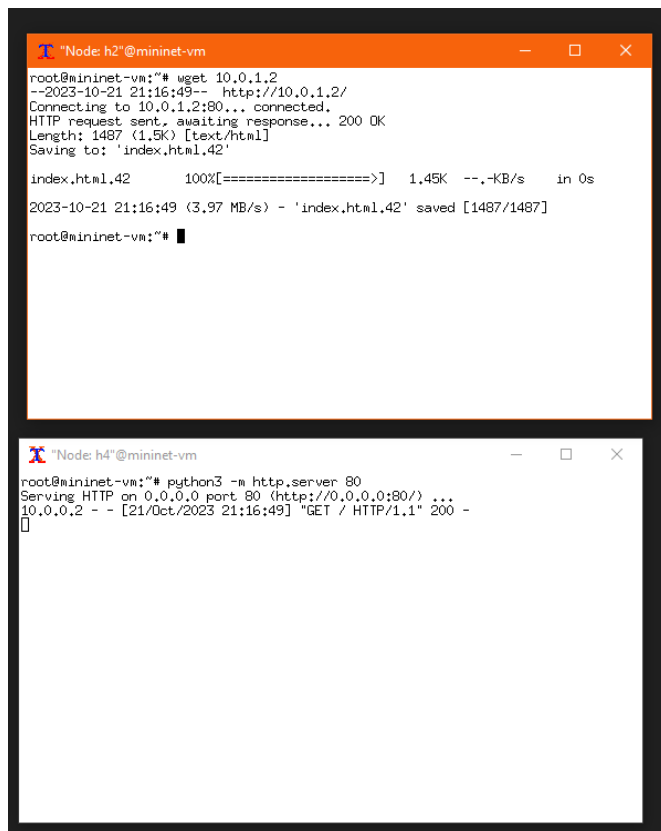 "Node: h2"@mininet-vm
root@mininet-vm:~# wget 10.0.1.2
--2023-10-21 21:16:49--  http://10.0.1.2/
Connecting to 10.0.1.2:80... connected.
HTTP request sent, awaiting response... 200 OK
Length: 1487 (1.5K) [text/html]
Saving to: 'index.html.42'
index.html.42       100%[===================>]   1.45K  --.-KB/s    in 0s
2023-10-21 21:16:49 (3.97 MB/s) - 'index.html.42' saved [1487/1487]
root@mininet-vm:~#
"Node: h4"@mininet-vm
root@mininet-vm:~# python3 -m http.server 80
Serving HTTP on 0.0.0.0 port 80 (http://0.0.0.0:80/) ...
10.0.0.2 - - [21/Oct/2023 21:16:49] "GET / HTTP/1.1" 200 -